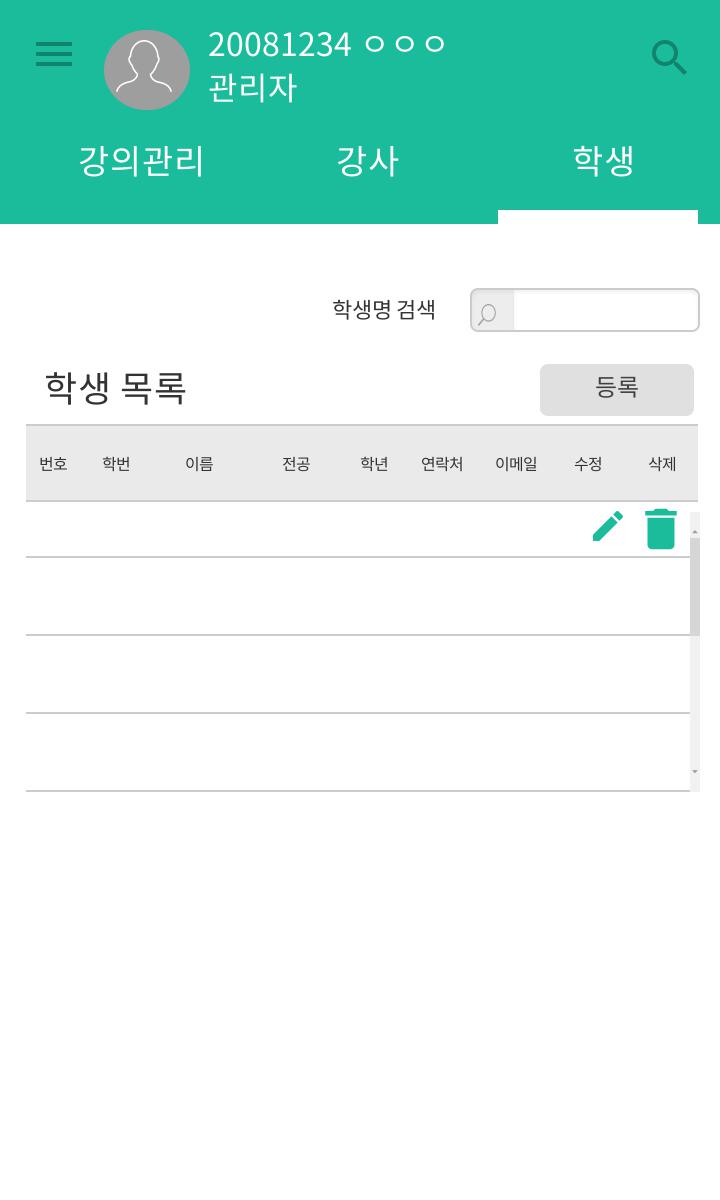 20081234 ㅇㅇㅇ
관리자
강의관리 강사 학생
학생명 검색
학생 목록 등록
번호 학번 이름 전공 학년 연락처 이메일 수정 삭제